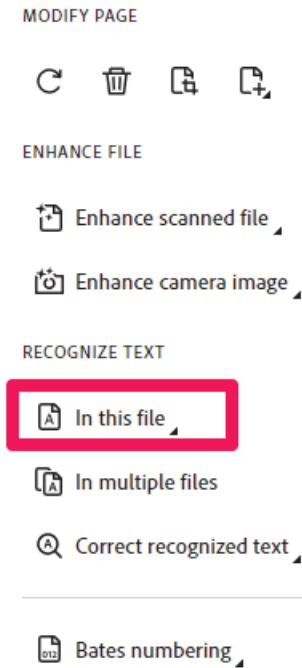 MODIFY PAGE
ENHANCE FILE
Enhance scanned file
Enhance camera image
RECOGNIZE TEXT
In this file
In multiple files
Correct recognized text
Bates numbering